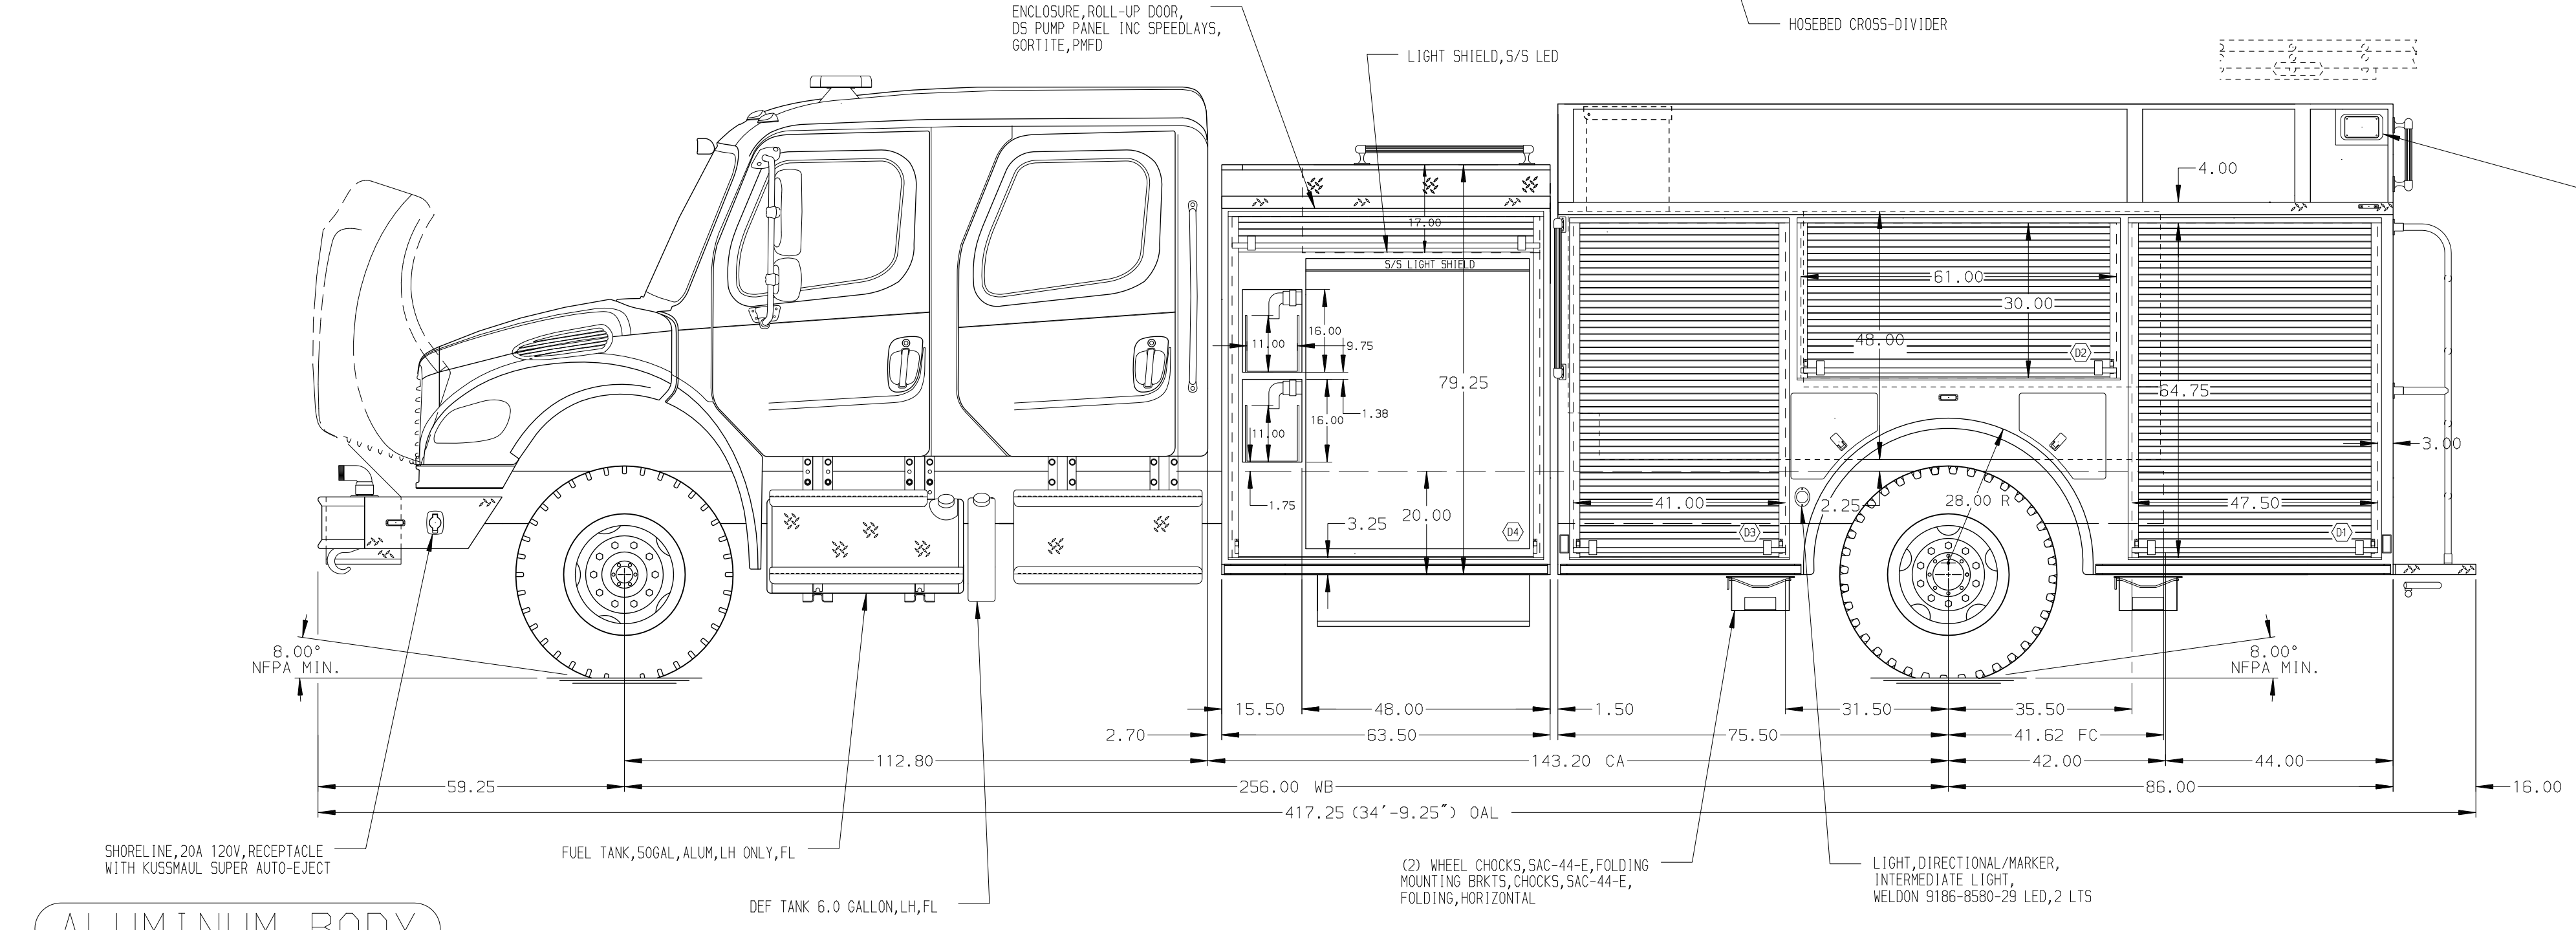 ENCLOSURE,ROLL-UP DOOR,
DS PUMP PANEL INC SPEEDLAYS,
GORTITE,PMFD
HOSEBED CROSS-DIVIDER
LIGHT SHIELD,S/S LED
4.00
17.00
S/S LIGHT SHIELD
61.00
30.00
16.00
11.00
9.75
48.00
D2
79.25
64.75
1.38
16.00
11.00
3.00
1.75
41.00
2.25
28.00 R
47.50
3.25
20.00
D4
D3
D1
8.00°
NFPA MIN.
8.00°
NFPA MIN.
15.50
48.00
1.50
31.50
35.50
2.70
63.50
75.50
41.62 FC
112.80
143.20 CA
42.00
44.00
59.25
256.00 WB
86.00
16.00
417.25 (34'-9.25") OAL
SHORELINE,20A 120V,RECEPTACLE
WITH KUSSMAUL SUPER AUTO-EJECT
FUEL TANK,50GAL,ALUM,LH ONLY,FL
DEF TANK 6.0 GALLON,LH,FL
(2) WHEEL CHOCKS,SAC-44-E,FOLDING
MOUNTING BRKTS,CHOCKS,SAC-44-E,
FOLDING,HORIZONTAL
LIGHT,DIRECTIONAL/MARKER,
INTERMEDIATE LIGHT,
WELDON 9186-8580-29 LED,2 LTS
ALUMINUM BODY